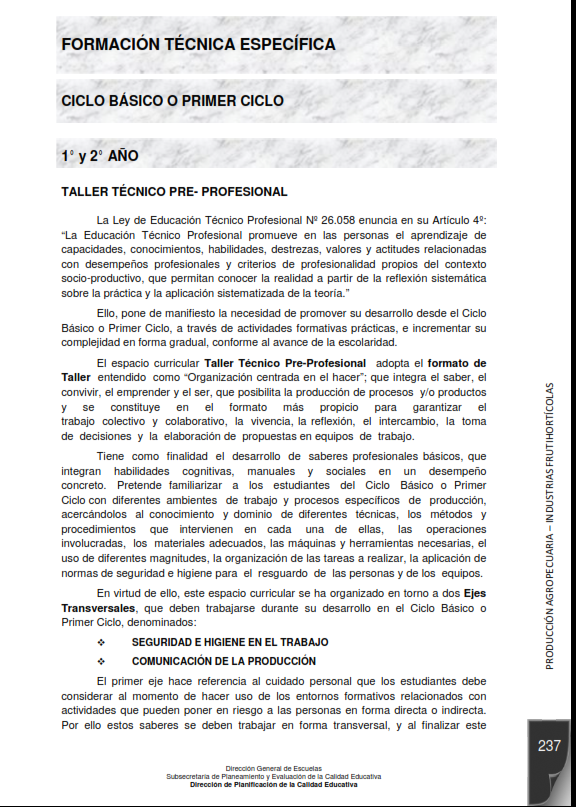 FORMACIÓN TÉCNICA ESPECÍFICA
CICLO BÁSICO O PRIMER CICLO
1° y 2° AÑO
TALLER TÉCNICO PRE- PROFESIONAL
La Ley de Educación Técnico Profesional Nº 26.058 enuncia en su Artículo 4º:
“La Educación Técnico Profesional promueve en las personas el aprendizaje de
capacidades, conocimientos, habilidades, destrezas, valores y actitudes relacionadas
con desempeños profesionales y criterios de profesionalidad propios del contexto
socio-productivo, que permitan conocer la realidad a partir de la reflexión sistemática
sobre la práctica y la aplicación sistematizada de la teoría.”
Ello, pone de manifiesto la necesidad de promover su desarrollo desde el Ciclo
Básico o Primer Ciclo, a través de actividades formativas prácticas, e incrementar su
complejidad en forma gradual, conforme al avance de la escolaridad.
El espacio curricular Taller Técnico Pre-Profesional adopta el formato de
Taller entendido como “Organización centrada en el hacer”; que integra el saber, el
convivir, el emprender y el ser, que posibilita la producción de procesos y/o productos
y se constituye en el formato más propicio para garantizar el
trabajo colectivo y colaborativo, la vivencia, la reflexión, el intercambio, la toma
de decisiones y la elaboración de propuestas en equipos de trabajo.
Tiene como finalidad el desarrollo de saberes profesionales básicos, que
integran habilidades cognitivas, manuales y sociales en un desempeño
concreto. Pretende familiarizar a los estudiantes del Ciclo Básico o Primer
Ciclo con diferentes ambientes de trabajo y procesos específicos de producción,
acercándolos al conocimiento y dominio de diferentes técnicas, los métodos y
procedimientos que intervienen en cada una de ellas, las operaciones
involucradas, los materiales adecuados, las máquinas y herramientas necesarias, el
uso de diferentes magnitudes, la organización de las tareas a realizar, la aplicación de
normas de seguridad e higiene para el resguardo de las personas y de los equipos.
En virtud de ello, este espacio curricular se ha organizado en torno a dos Ejes
Transversales, que deben trabajarse durante su desarrollo en el Ciclo Básico o
Primer Ciclo, denominados:
❖ SEGURIDAD E HIGIENE EN EL TRABAJO
❖ COMUNICACIÓN DE LA PRODUCCIÓN
El primer eje hace referencia al cuidado personal que los estudiantes debe
considerar al momento de hacer uso de los entornos formativos relacionados con
actividades que pueden poner en riesgo a las personas en forma directa o indirecta.
Por ello estos saberes se deben trabajar en forma transversal, y al finalizar este
PRODUCCIÓN AGROPECUARIA – INDUSTRIAS FRUTIHORTÍCOLAS
237
Dirección General de Escuelas
Subsecretaría de Planeamiento y Evaluación de la Calidad Educativa
Dirección de Planificación de la Calidad Educativa